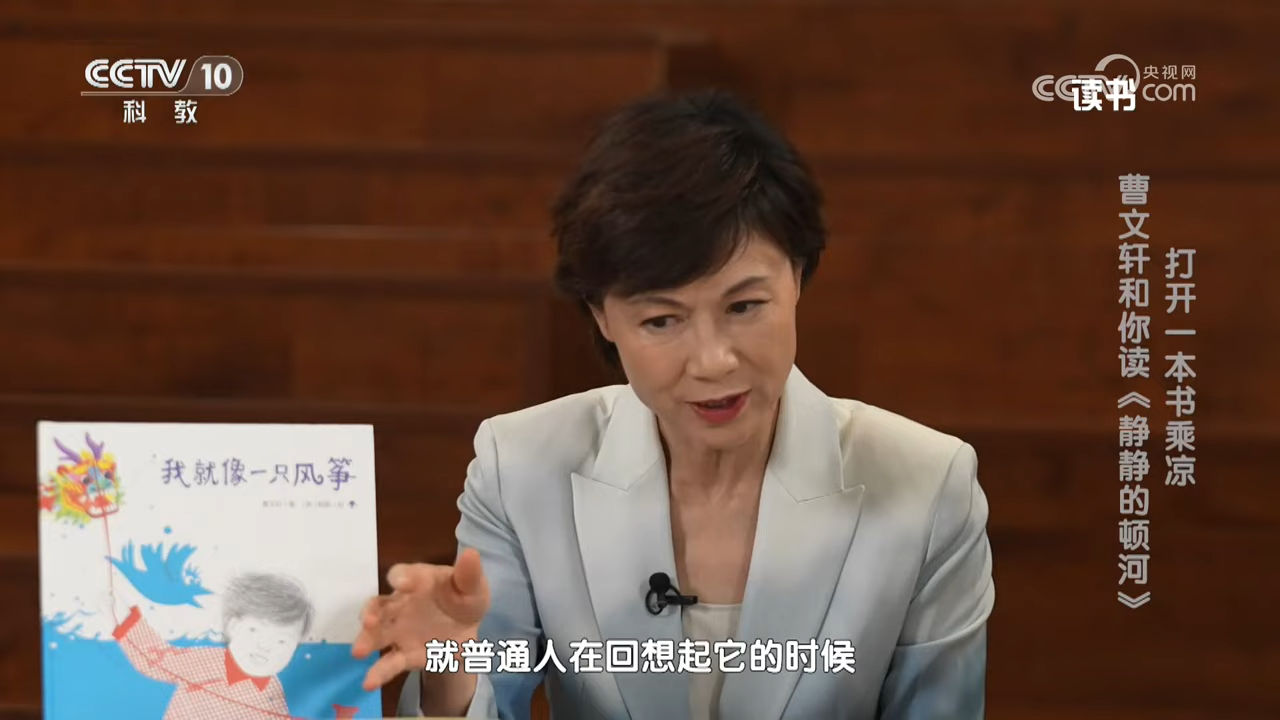 CCTV 10
科教
央视网
CCTV.com
读书
打开一本书乘凉
曹文轩和你读《静静的顿河》
我就像一只风筝
就普通人在回想起它的时候